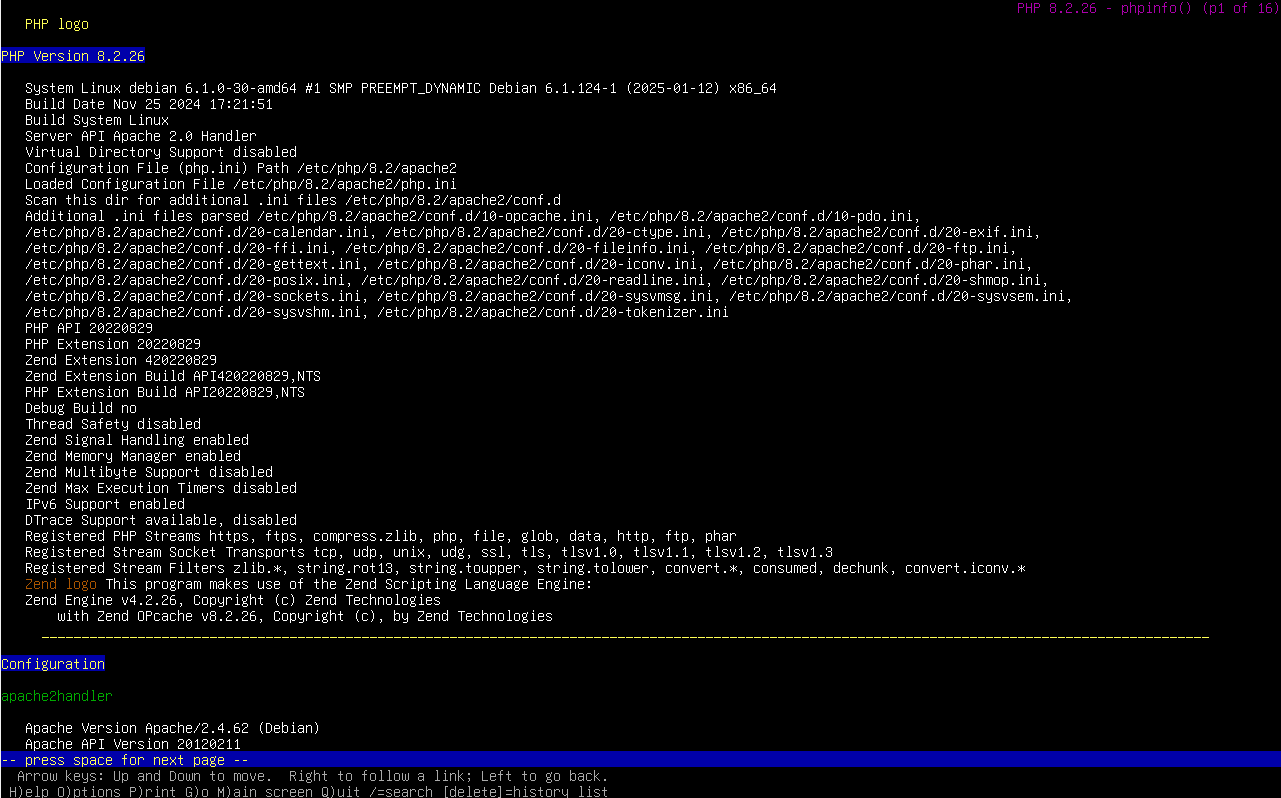 PHP 8.2.26 - phpinfo() (p1 of 16)
PHP logo
PHP Version 8.2.26
System Linux debian 6.1.0-30-amd64 #1 SMP PREEMPT_DYNAMIC Debian 6.1.124-1 (2025-01-12) x86_64
Build Date Nov 25 2024 17:21:51
Build System Linux
Server API Apache 2.0 Handler
Virtual Directory Support disabled
Configuration File (php.ini) Path /etc/php/8.2/apache2
Loaded Configuration File /etc/php/8.2/apache2/php.ini
Scan this dir for additional .ini files /etc/php/8.2/apache2/conf.d
Additional .ini files parsed /etc/php/8.2/apache2/conf.d/10-opcache.ini, /etc/php/8.2/apache2/conf.d/10-pdo.ini,
/etc/php/8.2/apache2/conf.d/20-calendar.ini, /etc/php/8.2/apache2/conf.d/20-ctype.ini, /etc/php/8.2/apache2/conf.d/20-exif.ini,
/etc/php/8.2/apache2/conf.d/20-ffi.ini, /etc/php/8.2/apache2/conf.d/20-fileinfo.ini, /etc/php/8.2/apache2/conf.d/20-ftp.ini,
/etc/php/8.2/apache2/conf.d/20-gettext.ini, /etc/php/8.2/apache2/conf.d/20-iconv.ini, /etc/php/8.2/apache2/conf.d/20-phar.ini,
/etc/php/8.2/apache2/conf.d/20-posix.ini, /etc/php/8.2/apache2/conf.d/20-readline.ini, /etc/php/8.2/apache2/conf.d/20-shmop.ini,
/etc/php/8.2/apache2/conf.d/20-sockets.ini, /etc/php/8.2/apache2/conf.d/20-sysvmsg.ini, /etc/php/8.2/apache2/conf.d/20-sysvsem.ini,
/etc/php/8.2/apache2/conf.d/20-sysvshm.ini, /etc/php/8.2/apache2/conf.d/20-tokenizer.ini
PHP API 20220829
PHP Extension 20220829
Zend Extension 420220829
Zend Extension Build API420220829,NTS
PHP Extension Build API20220829,NTS
Debug Build no
Thread Safety disabled
Zend Signal Handling enabled
Zend Memory Manager enabled
Zend Multibyte Support disabled
Zend Max Execution Timers disabled
IPv6 Support enabled
DTrace Support available, disabled
Registered PHP Streams https, ftps, compress.zlib, php, file, glob, data, http, ftp, phar
Registered Stream Socket Transports tcp, udp, unix, udg, ssl, tls, tlsv1.0, tlsv1.1, tlsv1.2, tlsv1.3
Registered Stream Filters zlib.*, string.rot13, string.toupper, string.tolower, convert.*, consumed, dechunk, convert.iconv.*
Zend logo This program makes use of the Zend Scripting Language Engine:
Zend Engine v4.2.26, Copyright (c) Zend Technologies
with Zend OPcache v8.2.26, Copyright (c), by Zend Technologies
Configuration
apache2handler
Apache Version Apache/2.4.62 (Debian)
Apache API Version 20120211
-- press space for next page --
Arrow keys: Up and Down to move.  Right to follow a link; Left to go back.
H)elp O)ptions P)rint G)o M)ain screen Q)uit /=search [delete]=history list